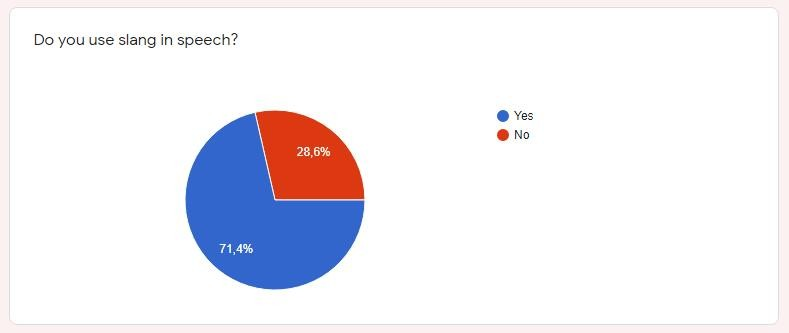 Do you use slang in speech?
Yes
No
28,6%
71,4%